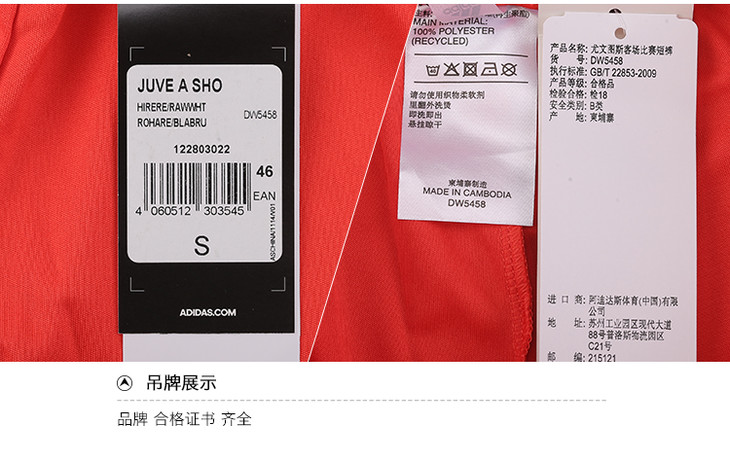 JUVE A SHO
HIRERE/RAWWHT
ROHARE/BLABRU
DW5458
122803022
46
EAN
4 060512 303545
S
ASCHINA/1114/V01
ADIDAS.COM
MAIN MATERIAL:
100% POLYESTER
(RECYCLED)
请勿使用织物柔软剂
里翻外洗烫
即洗即出
悬挂晾干
柬埔寨制造
MADE IN CAMBODIA
DW5458
产品名称: 尤文图斯客场比赛短裤
货 号: DW5458
执行标准: GB/T 22853-2009
产品等级: 合格品
检验合格: 检18
安全类别: B类
产 地: 柬埔寨
进 口 商: 阿迪达斯体育(中国)有限
公司
地 址: 苏州工业园区现代大道
88号普洛斯物流园区
C21号
邮 编: 215121
吊牌展示
品牌 合格证书 齐全